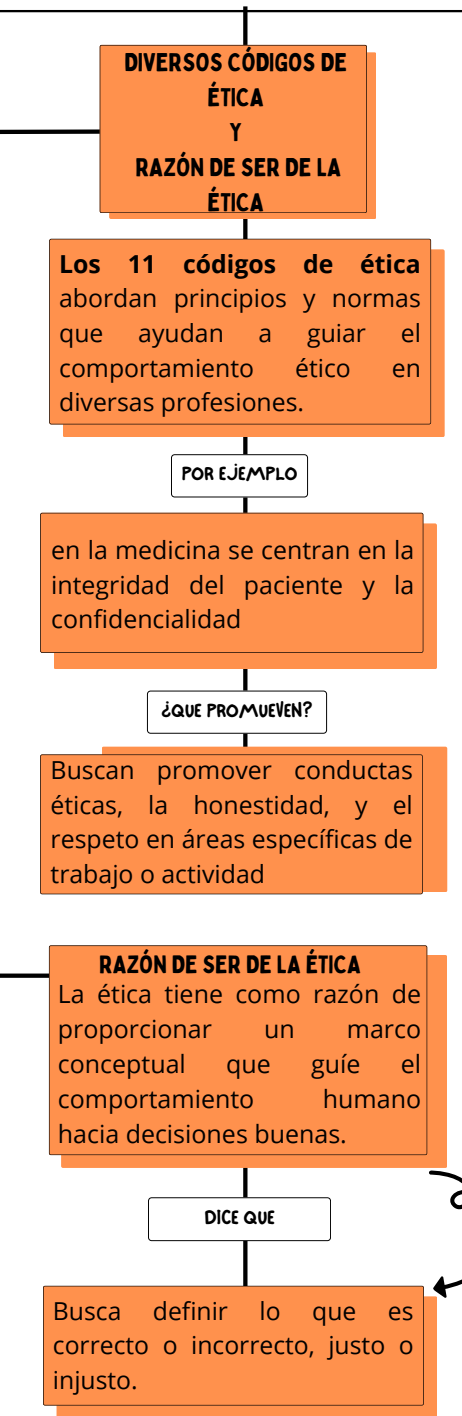 DIVERSOS CÓDIGOS DE
ÉTICA
Y
RAZÓN DE SER DE LA
ÉTICA
Los 11 códigos de ética
abordan principios y normas
que ayudan a guiar el
comportamiento ético en
diversas profesiones.
POR EJEMPLO
en la medicina se centran en la
integridad del paciente y la
confidencialidad
¿QUE PROMUEVEN?
Buscan promover conductas
éticas, la honestidad, y el
respeto en áreas específicas de
trabajo o actividad
RAZÓN DE SER DE LA ÉTICA
La ética tiene como razón de
proporcionar un marco
conceptual que guíe el
comportamiento humano
hacia decisiones buenas.
DICE QUE
Busca definir lo que es
correcto o incorrecto, justo o
injusto.